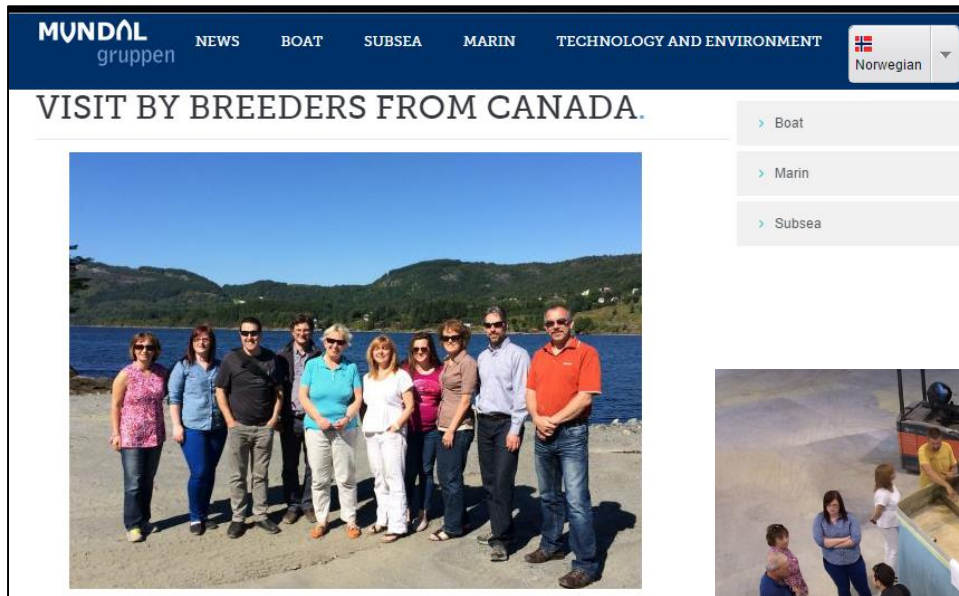 MUNDAL
gruppen
NEWS
BOAT
SUBSEA
MARIN
TECHNOLOGY AND ENVIRONMENT
Norwegian
VISIT BY BREEDERS FROM CANADA.
Boat
Marin
Subsea